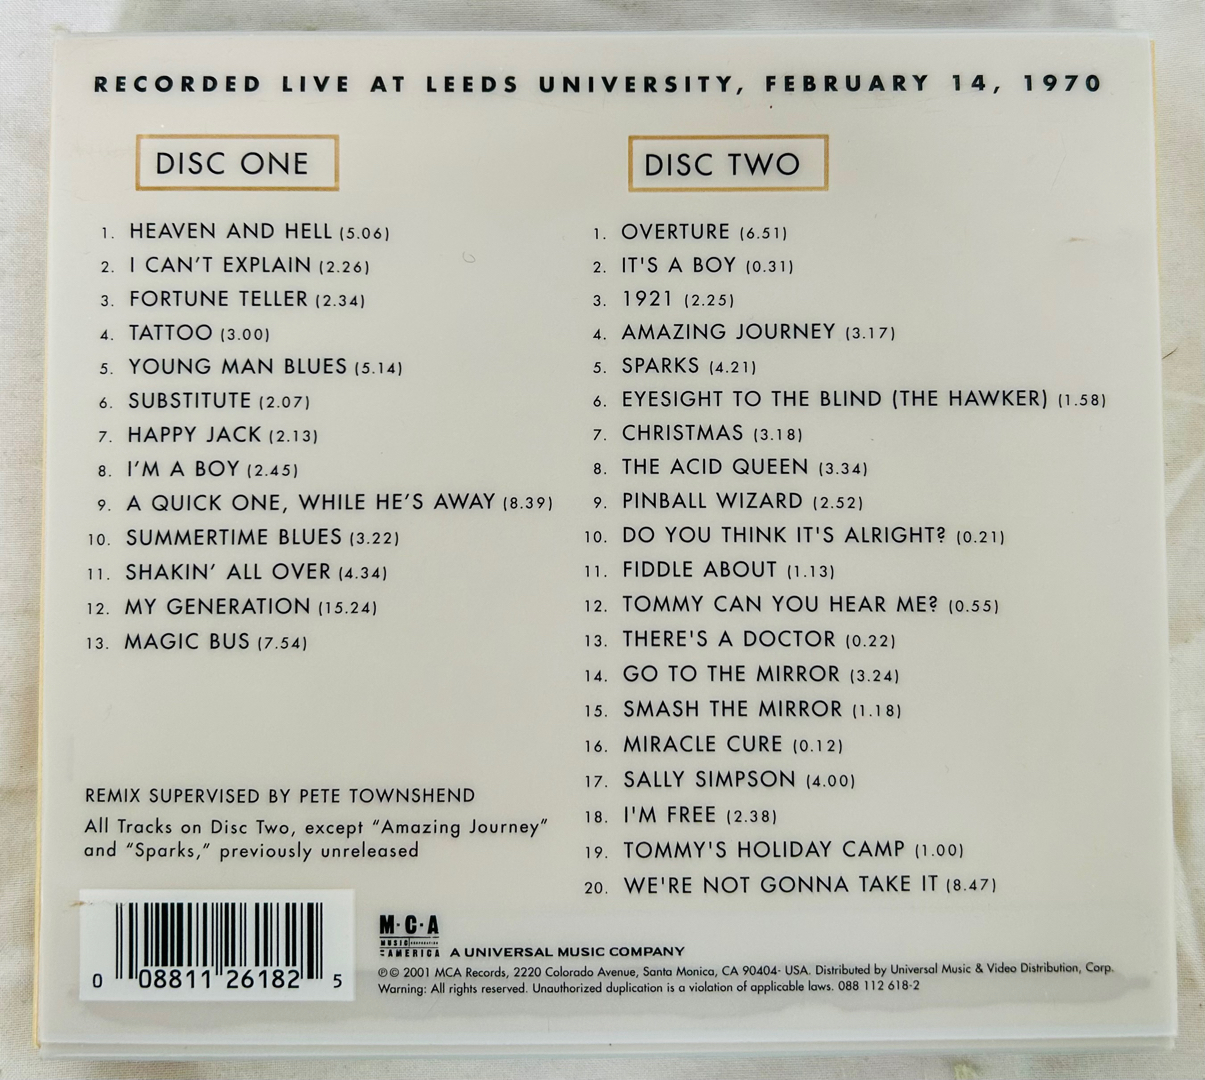 RECORDED LIVE AT LEEDS UNIVERSITY, FEBRUARY 14, 1970
DISC ONE
1. HEAVEN AND HELL (5.06)
2. I CAN'T EXPLAIN (2.26)
3. FORTUNE TELLER (2.34)
4. TATTOO (3.00)
5. YOUNG MAN BLUES (5.14)
6. SUBSTITUTE (2.07)
7. HAPPY JACK (2.13)
8. I'M A BOY (2.45)
9. A QUICK ONE, WHILE HE'S AWAY (8.39)
10. SUMMERTIME BLUES (3.22)
11. SHAKIN' ALL OVER (4.34)
12. MY GENERATION (15.24)
13. MAGIC BUS (7.54)
DISC TWO
1. OVERTURE (6.51)
2. IT'S A BOY (0.31)
3. 1921 (2.25)
4. AMAZING JOURNEY (3.17)
5. SPARKS (4.21)
6. EYESIGHT TO THE BLIND (THE HAWKER) (1.58)
7. CHRISTMAS (3.18)
8. THE ACID QUEEN (3.34)
9. PINBALL WIZARD (2.52)
10. DO YOU THINK IT'S ALRIGHT? (0.21)
11. FIDDLE ABOUT (1.13)
12. TOMMY CAN YOU HEAR ME? (0.55)
13. THERE'S A DOCTOR (0.22)
14. GO TO THE MIRROR (3.24)
15. SMASH THE MIRROR (1.18)
16. MIRACLE CURE (0.12)
17. SALLY SIMPSON (4.00)
18. I'M FREE (2.38)
19. TOMMY'S HOLIDAY CAMP (1.00)
20. WE'RE NOT GONNA TAKE IT (8.47)
REMIX SUPERVISED BY PETE TOWNSHEND
All Tracks on Disc Two, except "Amazing Journey"
and "Sparks," previously unreleased
0 08811 26182 5
M·C·A
MUSIC CORPORATION
OF AMERICA
A UNIVERSAL MUSIC COMPANY
℗© 2001 MCA Records, 2220 Colorado Avenue, Santa Monica, CA 90404- USA. Distributed by Universal Music & Video Distribution, Corp.
Warning: All rights reserved. Unauthorized duplication is a violation of applicable laws. 088 112 618-2